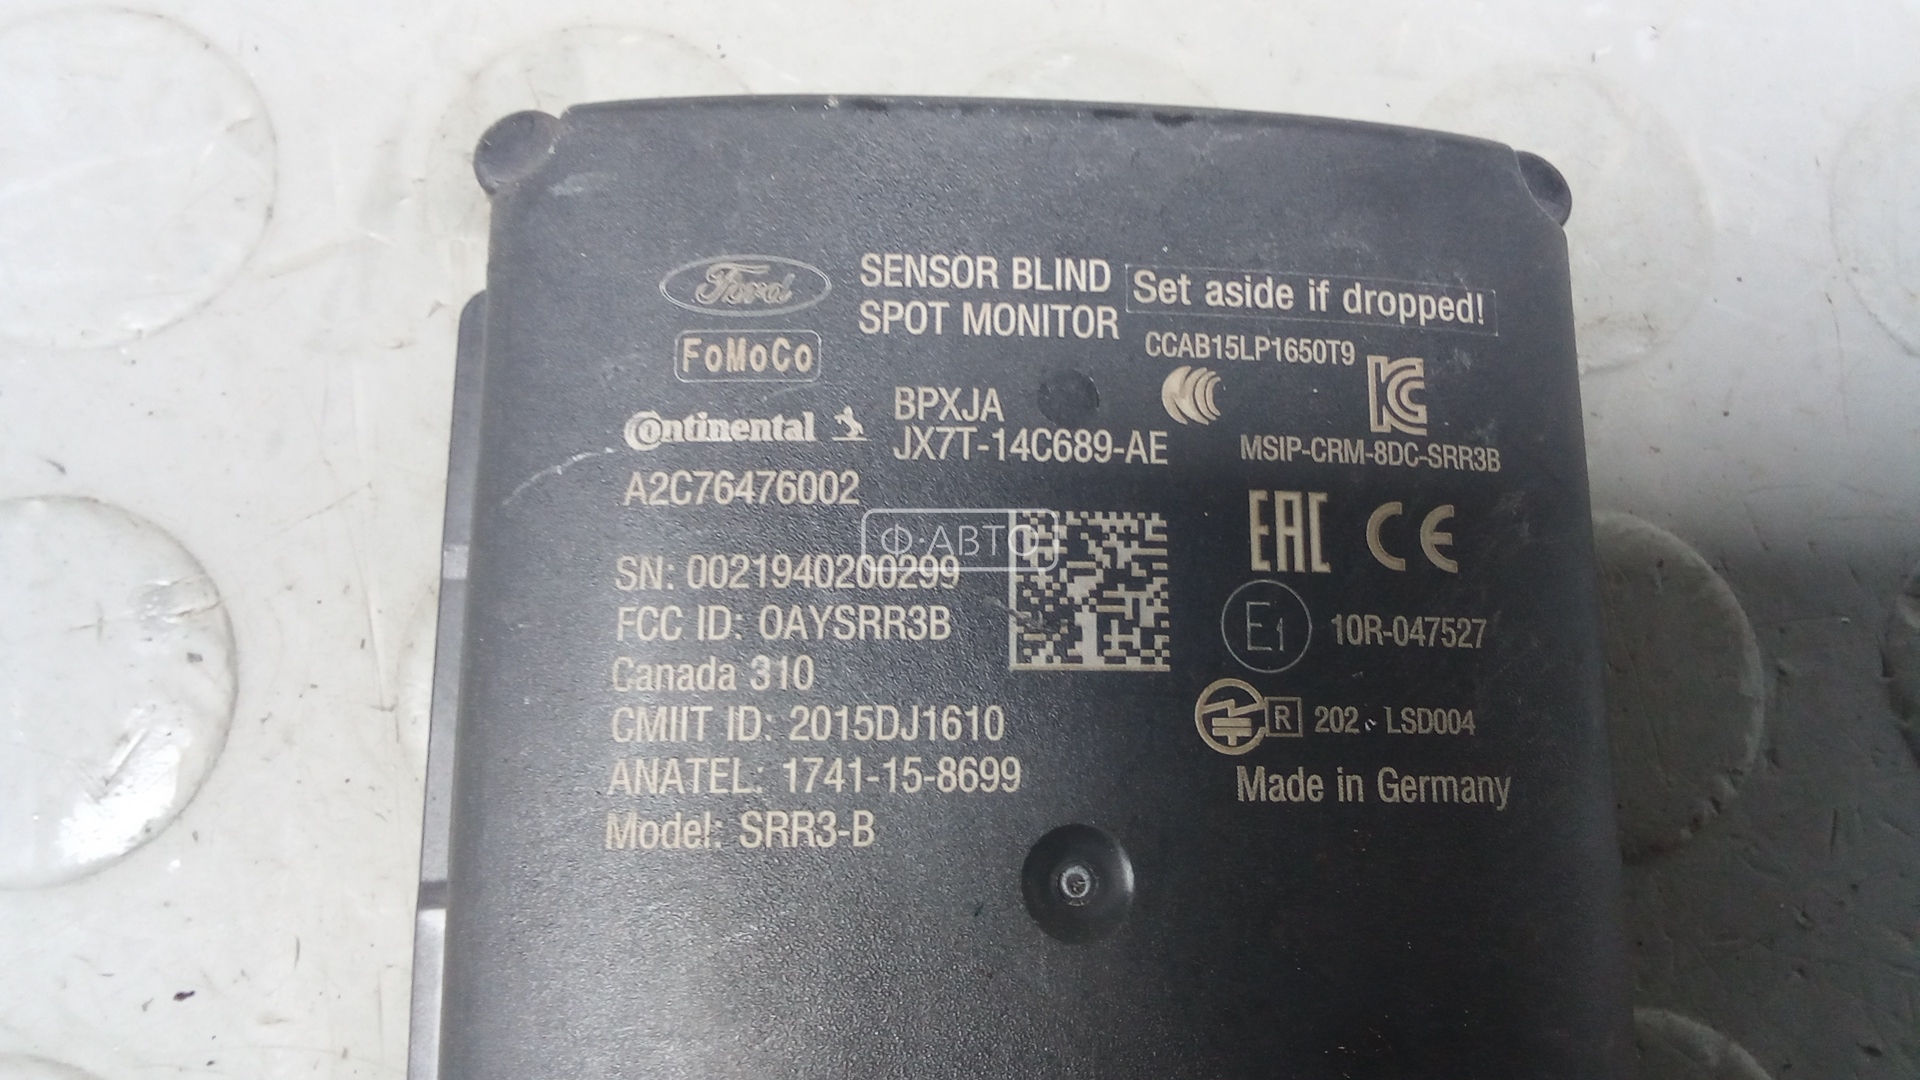 Ford
SENSOR BLIND
SPOT MONITOR
Set aside if dropped!
FoMoCo
CCAB15LP1650T9
Continental
BPXJA
JX7T-14C689-AE
MSIP-CRM-8DC-SRR3B
A2C76476002
EAC CE
Ф·АВТО
SN: 0021940200299
FCC ID: OAYSRR3B
E1 10R-047527
Canada 310
CMIIT ID: 2015DJ1610
R 202 - LSD004
ANATEL: 1741-15-8699
Made in Germany
Model: SRR3-B